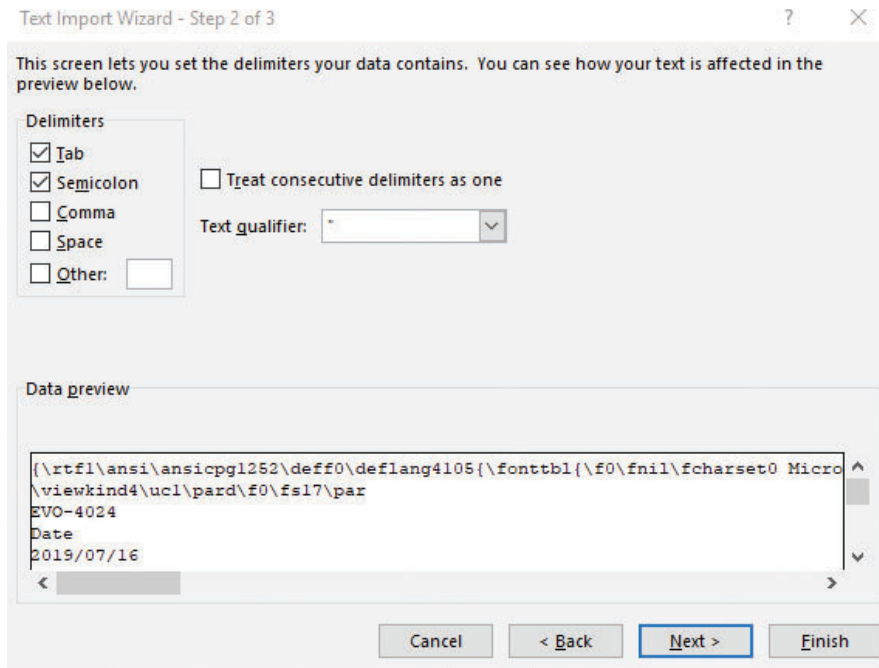 Text Import Wizard - Step 2 of 3 ? ×
This screen lets you set the delimiters your data contains. You can see how your text is affected in the
preview below.
Delimiters
Tab
Semicolon
Comma
Space
Other:
Treat consecutive delimiters as one
Text qualifier: "
Data preview
{\rtf1\ansi\ansicpg1252\deff0\deflang4105{\fonttbl{\f0\fnil\fcharset0 Micro
\viewkind4\uc1\pard\f0\fs17\par
EVO-4024
Date
2019/07/16
Cancel < Back Next > Finish